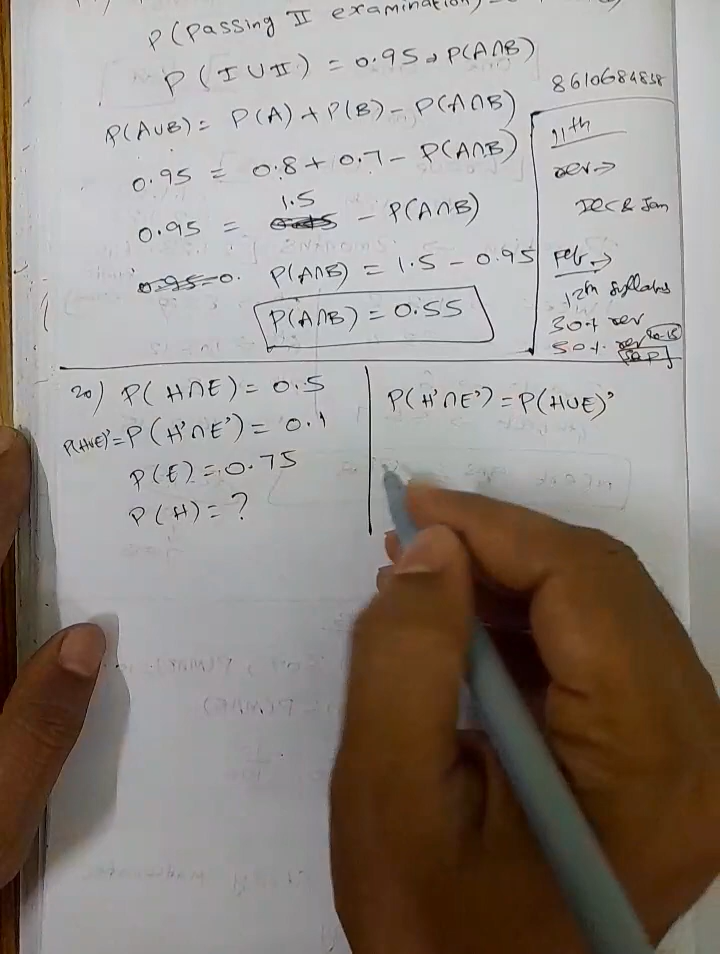 P(Passing II examination) =
P(I ∪ II) = 0.95, P(A∩B)
P(A∪B) = P(A) + P(B) - P(A∩B)
0.95 = 0.8 + 0.7 - P(A∩B)
1.5
0.95 = - P(A∩B)
P(A∩B) = 1.5 - 0.95
P(A∩B) = 0.55
11th
rev→
Dec & Jan
Feb→
12th syllabus
50% rev
50%
20) P(H∩E) = 0.5
P(H∪E)' = P(H'∩E') = 0.1
P(E) = 0.75
P(H) = ?
P(H'∩E') = P(H∪E)'